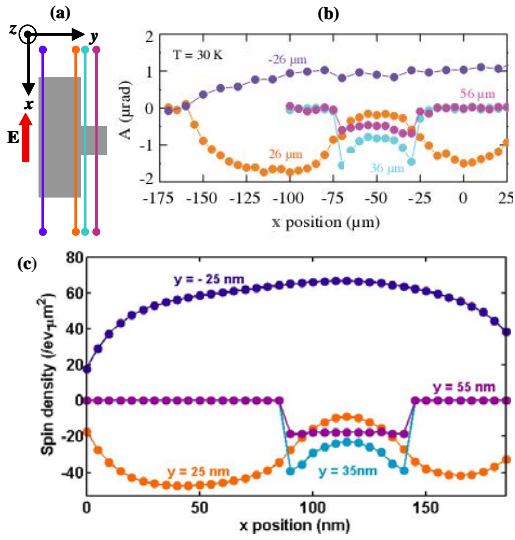 (a)
z
y
x
E
(b)
T = 30 K
-26 μm
56 μm
26 μm
36 μm
A (μrad)
2
1
0
-1
-2
-175 -150 -125 -100 -75 -50 -25 0 25
x position (μm)
(c)
80
60
40
20
0
-20
-40
Spin density (/ev-μm²)
y = - 25 nm
y = 55 nm
y = 25 nm
y = 35nm
0 50 100 150
x position (nm)